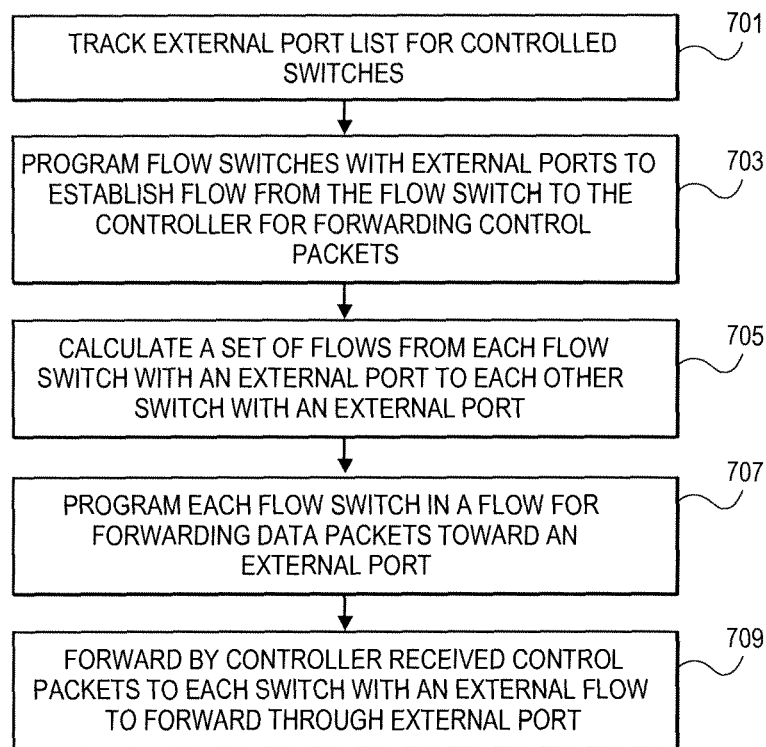 TRACK EXTERNAL PORT LIST FOR CONTROLLED
SWITCHES
701
PROGRAM FLOW SWITCHES WITH EXTERNAL PORTS TO
ESTABLISH FLOW FROM THE FLOW SWITCH TO THE
CONTROLLER FOR FORWARDING CONTROL
PACKETS
703
CALCULATE A SET OF FLOWS FROM EACH FLOW
SWITCH WITH AN EXTERNAL PORT TO EACH OTHER
SWITCH WITH AN EXTERNAL PORT
705
PROGRAM EACH FLOW SWITCH IN A FLOW FOR
FORWARDING DATA PACKETS TOWARD AN
EXTERNAL PORT
707
FORWARD BY CONTROLLER RECEIVED CONTROL
PACKETS TO EACH SWITCH WITH AN EXTERNAL FLOW
TO FORWARD THROUGH EXTERNAL PORT
709